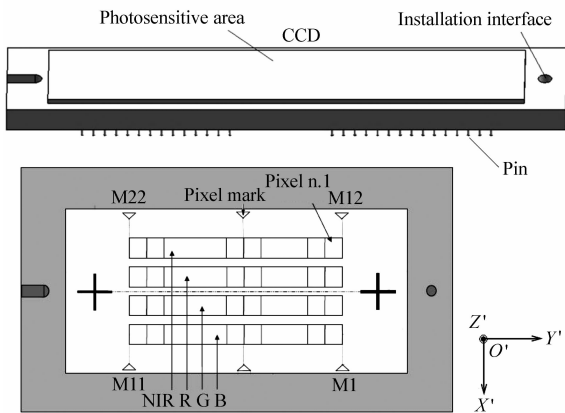 Photosensitive area
CCD
Installation interface
Pin
Pixel n.1
M22
Pixel mark
M12
M11
M1
NIR R G B
Z'
O'
Y'
X'